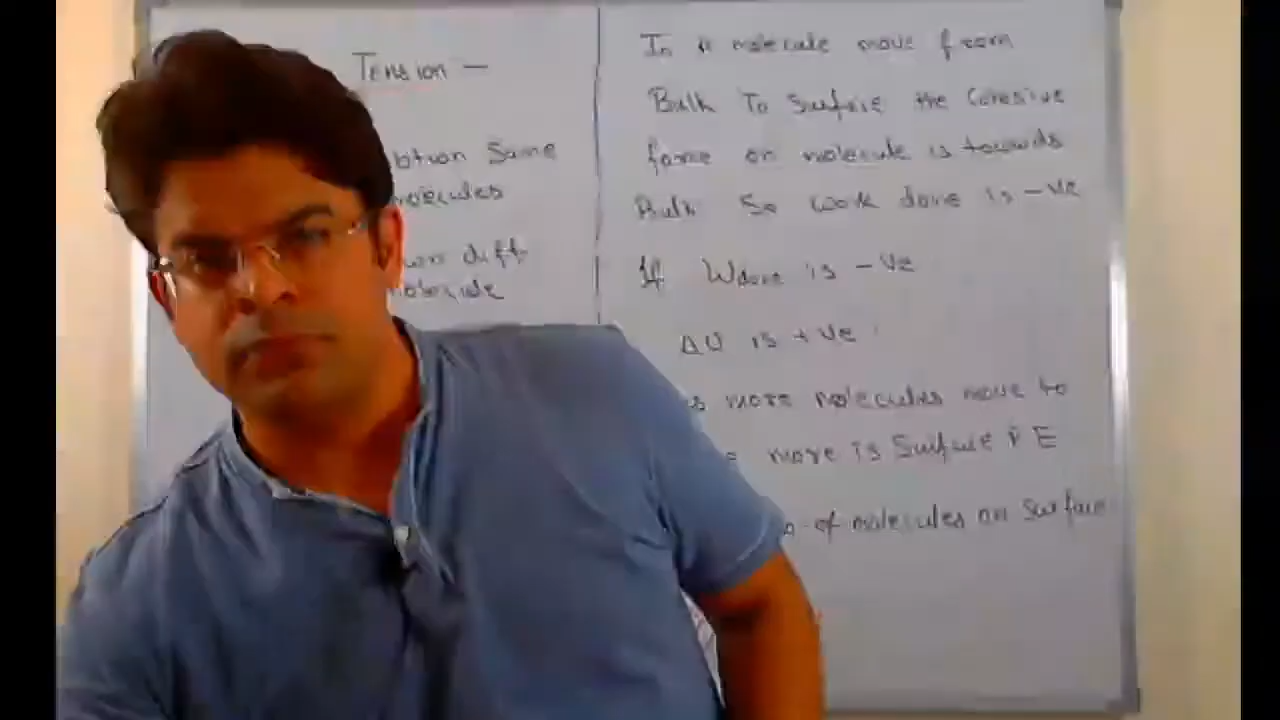 Tension —
btwn Same
molecules
wn diff
molecule
If a molecule move from
Bulk To Surface the Cohesive
force on molecule is towards
Bulk So work done is -ve
If Wdone is -ve
ΔU is +ve
s more molecules move to
e more is Surface P E
o of molecules on Surface